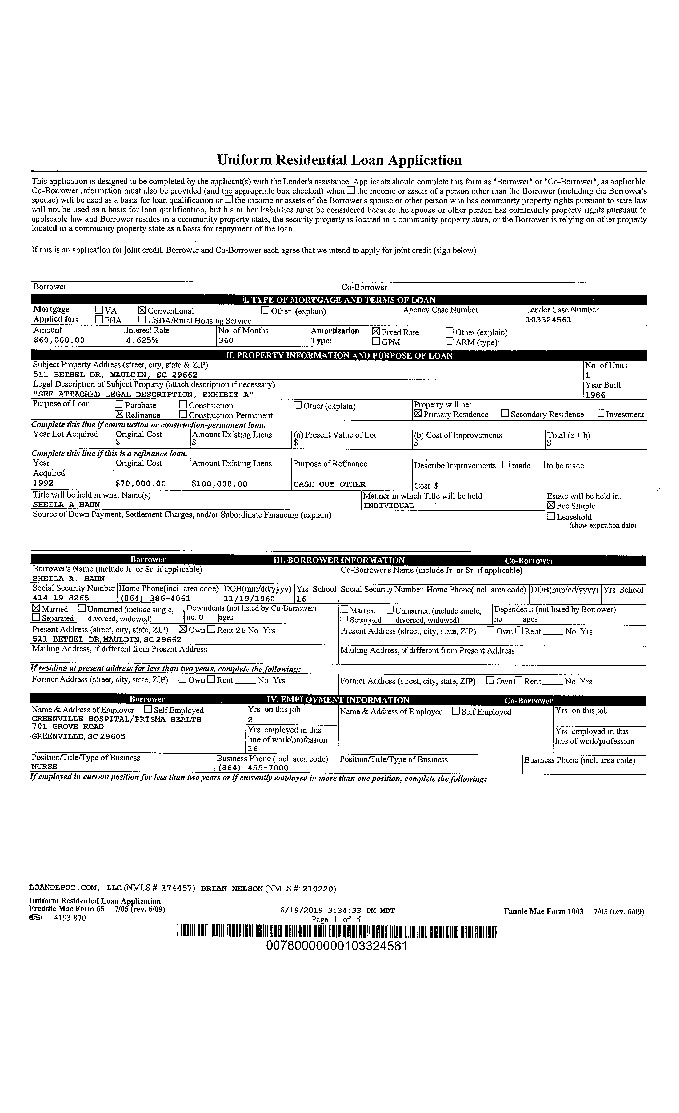 Uniform Residential Loan Application
This application is designed to be completed by the applicant(s) with the Lender's assistance. Applicants should complete this form as "Borrower" or "Co-Borrower", as applicable
Co-Borrower information must also be provided (and the appropriate box checked) when ☐ the income or assets of a person other than the Borrower (including the Borrower's
spouse) will be used as a basis for loan qualification or ☐ the income or assets of the Borrower's spouse or other person who has community property rights pursuant to state law
will not be used as a basis for loan qualification, but his or her liabilities must be considered because the spouse or other person has community property rights pursuant to
applicable law and Borrower resides in a community property state, the security property is located in a community property state, or the Borrower is relying on other property
located in a community property state as a basis for repayment of the loan
If this is an application for joint credit, Borrower and Co-Borrower each agree that we intend to apply for joint credit (sign below)
Borrower Co-Borrower
I. TYPE OF MORTGAGE AND TERMS OF LOAN
Mortgage ☐ VA ☒ Conventional ☐ Other (explain) Agency Case Number Lender Case Number
Applied for: ☐ FHA ☐ USDA/Rural Housing Service 103324561
Amount Interest Rate No. of Months Amortization ☒ Fixed Rate ☐ Other (explain)
$60,000.00 4.625% 360 Type: ☐ GPM ☐ ARM (type)
II. PROPERTY INFORMATION AND PURPOSE OF LOAN
Subject Property Address (street, city, state & ZIP) No. of Units
511 DR, MAULDIN, SC 29662 1
Legal Description of Subject Property (attach description if necessary) Year Built
"SEE ATTACHED LEGAL DESCRIPTION, EXHIBIT A" 1986
Purpose of Loan ☐ Purchase ☐ Construction ☐ Other (explain) Property will be:
☒ Refinance ☐ Construction-Permanent ☒ Primary Residence ☐ Secondary Residence ☐ Investment
Complete this line if construction or construction-permanent loan.
Year Lot Acquired Original Cost Amount Existing Liens (a) Present Value of Lot (b) Cost of Improvements Total (a + b)
$ $ $ $ $
Complete this line if this is a refinance loan.
Year Original Cost Amount Existing Liens Purpose of Refinance Describe Improvements ☐ made ☐ to be made
Acquired
1992 $70,000.00 $100,000.00 CASH OUT OTHER Cost $
Title will be held in what Name(s) Manner in which Title will be held Estate will be held in:
SHEILA A INDIVIDUAL ☒ Fee Simple
Source of Down Payment, Settlement Charges, and/or Subordinate Financing (explain) ☐ Leasehold
(show expiration date)
Borrower III. BORROWER INFORMATION Co-Borrower
Borrower's Name (include Jr. or Sr. if applicable) Co-Borrower's Name (include Jr. or Sr. if applicable)
SHEILA A.
Social Security Number Home Phone (incl. area code) DOB (mm/dd/yyyy) Yrs. School Social Security Number Home Phone (incl. area code) DOB (mm/dd/yyyy) Yrs. School
414 19 8265 (864) 386-4061 11/19/1960 16
☒ Married ☐ Unmarried (include single, Dependents (not listed by Co-Borrower) ☐ Married ☐ Unmarried (include single, Dependents (not listed by Borrower)
☐ Separated divorced, widowed) no. 0 ages ☐ Separated divorced, widowed) no. ages
Present Address (street, city, state, ZIP) ☒ Own ☐ Rent 26 No. Yrs Present Address (street, city, state, ZIP) ☐ Own ☐ Rent No. Yrs
511 DR, MAULDIN, SC 29662
Mailing Address, if different from Present Address Mailing Address, if different from Present Address
If residing at present address for less than two years, complete the following:
Former Address (street, city, state, ZIP) ☐ Own ☐ Rent No. Yrs Former Address (street, city, state, ZIP) ☐ Own ☐ Rent No. Yrs
Borrower IV. EMPLOYMENT INFORMATION Co-Borrower
Name & Address of Employer ☐ Self Employed Yrs. on this job Name & Address of Employer ☐ Self Employed Yrs. on this job
GREENVILLE HOSPITAL/PRISMA HEALTH 2
701 GROVE ROAD Yrs. employed in this Yrs. employed in this
GREENVILLE, SC 29605 line of work/profession line of work/profession
16
Position/Title/Type of Business Business Phone (incl. area code) Position/Title/Type of Business Business Phone (incl. area code)
NURSE (864) 455-7000
If employed in current position for less than two years or if currently employed in more than one position, complete the following:
LOANDEPOT.COM, LLC (NMLS # 174457) BRIAN NELSON (NMLS # 210220)
Uniform Residential Loan Application
Freddie Mac Form 65 7/05 (rev. 6/09) 6/19/2019 3:34:33 PM MDT Fannie Mae Form 1003 7/05 (rev. 6/09)
4193 870 Page 1 of
00780000000103324561